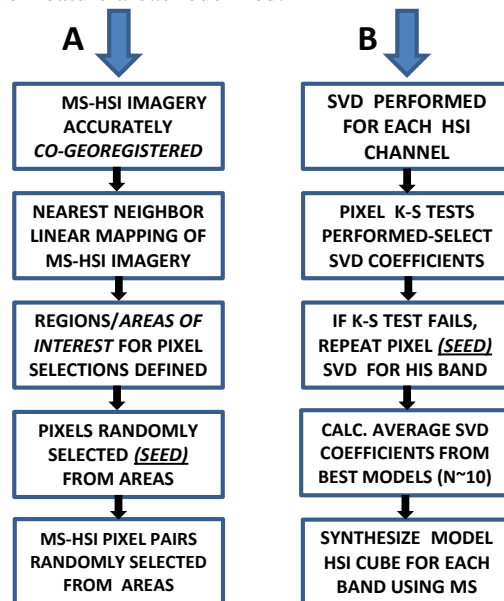 A
MS-HSI IMAGERY
ACCURATELY
CO-GEOREGISTERED
NEAREST NEIGHBOR
LINEAR MAPPING OF
MS-HSI IMAGERY
REGIONS/AREAS OF
INTEREST FOR PIXEL
SELECTIONS DEFINED
PIXELS RANDOMLY
SELECTED (SEED)
FROM AREAS
MS-HSI PIXEL PAIRS
RANDOMLY SELECTED
FROM AREAS
B
SVD PERFORMED
FOR EACH HSI
CHANNEL
PIXEL K-S TESTS
PERFORMED-SELECT
SVD COEFFICIENTS
IF K-S TEST FAILS,
REPEAT PIXEL (SEED)
SVD FOR HIS BAND
CALC. AVERAGE SVD
COEFFICIENTS FROM
BEST MODELS (N~10)
SYNTHESIZE MODEL
HSI CUBE FOR EACH
BAND USING MS